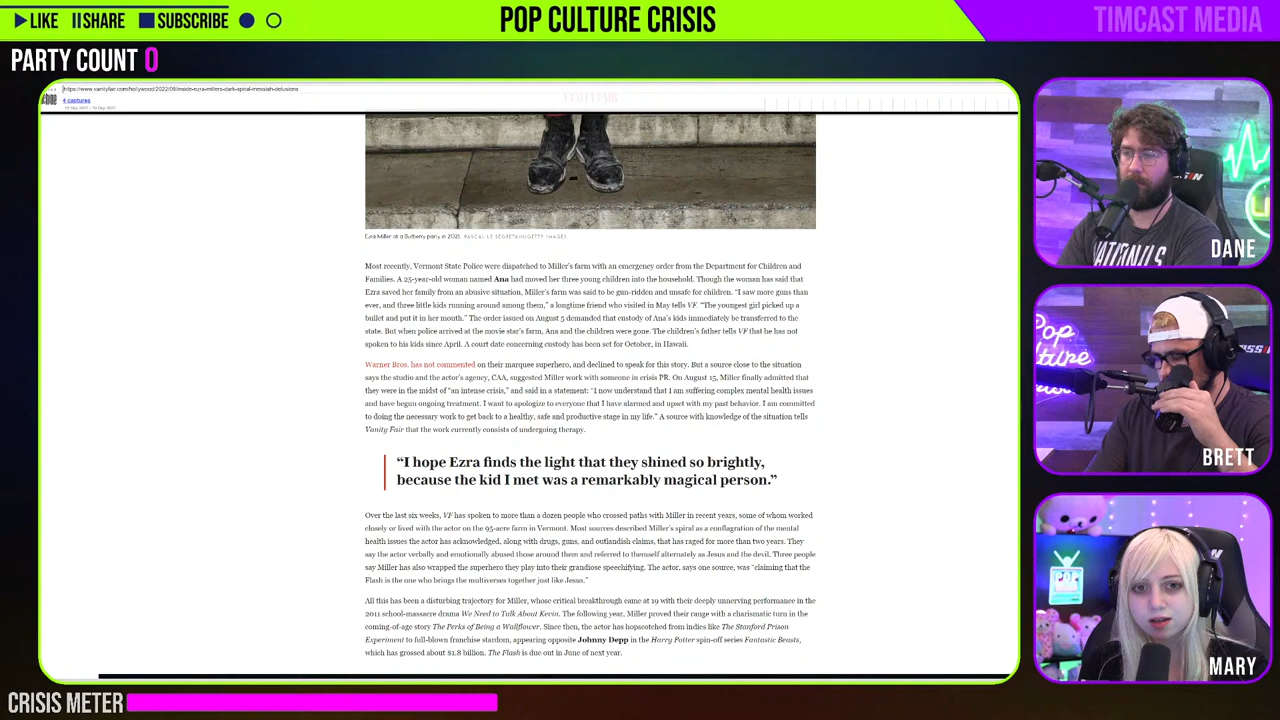 LIKE SHARE SUBSCRIBE
POP CULTURE CRISIS
TIMCAST MEDIA
PARTY COUNT 0
https://www.vanityfair.com/hollywood/2022/09/inside-ezra-millers-dark-spiral-messiah-delusions
4 captures
VANITY FAIR
Ezra Miller at a Burberry party in 2021. PASCAL LE SEGRETAIN/GETTY IMAGES
Most recently, Vermont State Police were dispatched to Miller's farm with an emergency order from the Department for Children and
Families. A 25-year-old woman named Ana had moved her three young children into the household. Though the woman has said that
Ezra saved her family from an abusive situation, Miller's farm was said to be gun-ridden and unsafe for children. “I saw more guns than
ever, and three little kids running around among them,” a longtime friend who visited in May tells VF. “The youngest girl picked up a
bullet and put it in her mouth.” The order issued on August 5 demanded that custody of Ana's kids immediately be transferred to the
state. But when police arrived at the movie star's farm, Ana and the children were gone. The children's father tells VF that he has not
spoken to his kids since April. A court date concerning custody has been set for October, in Hawaii.
Warner Bros. has not commented on their marquee superhero, and declined to speak for this story. But a source close to the situation
says the studio and the actor's agency, CAA, suggested Miller work with someone in crisis PR. On August 15, Miller finally admitted that
they were in the midst of “an intense crisis,” and said in a statement: “I now understand that I am suffering complex mental health issues
and have begun ongoing treatment. I want to apologize to everyone that I have alarmed and upset with my past behavior. I am committed
to doing the necessary work to get back to a healthy, safe and productive stage in my life.” A source with knowledge of the situation tells
Vanity Fair that the work currently consists of undergoing therapy.
“I hope Ezra finds the light that they shined so brightly,
because the kid I met was a remarkably magical person.”
Over the last six weeks, VF has spoken to more than a dozen people who crossed paths with Miller in recent years, some of whom worked
closely or lived with the actor on the 95-acre farm in Vermont. Most sources described Miller's spiral as a conflagration of the mental
health issues the actor has acknowledged, along with drugs, guns, and outlandish claims, that has raged for more than two years. They
say the actor verbally and emotionally abused those around them and referred to themself alternately as Jesus and the devil. Three people
say Miller has also wrapped the superhero they play into their grandiose speechifying. The actor, says one source, was “claiming that the
Flash is the one who brings the multiverses together just like Jesus.”
All this has been a disturbing trajectory for Miller, whose critical breakthrough came at 19 with their deeply unnerving performance in the
2011 school-massacre drama We Need to Talk About Kevin. The following year, Miller proved their range with a charismatic turn in the
coming-of-age story The Perks of Being a Wallflower. Since then, the actor has hopscotched from indies like The Stanford Prison
Experiment to full-blown franchise stardom, appearing opposite Johnny Depp in the Harry Potter spin-off series Fantastic Beasts,
which has grossed about $1.8 billion. The Flash is due out in June of next year.
DANE
Pop
Culture
BRETT
MARY
CRISIS METER